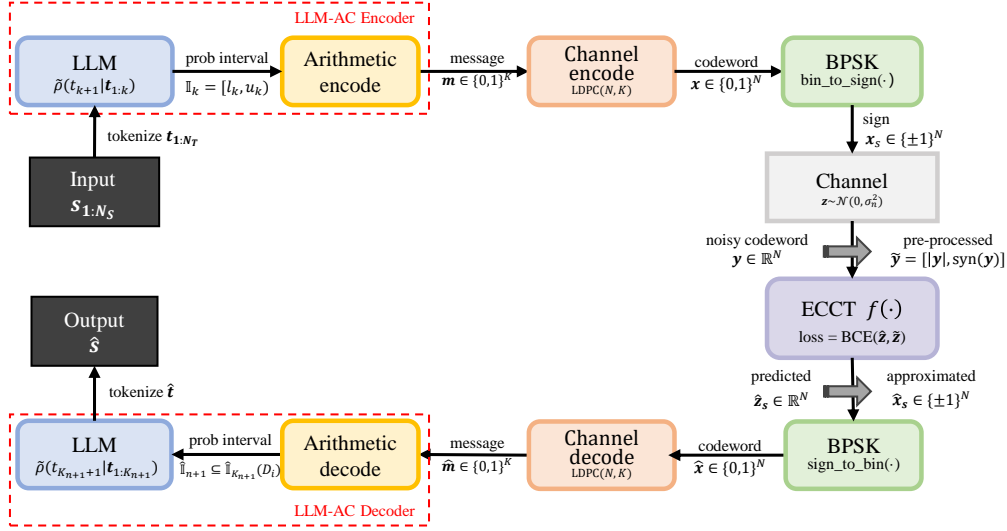 LLM-AC Encoder
LLM
ρ̃(t_{k+1}|𝒕_{1:k})
prob interval
𝕀_k = [l_k, u_k)
Arithmetic
encode
message
𝒎 ∈ {0,1}^K
Channel
encode
LDPC(N, K)
codeword
𝒙 ∈ {0,1}^N
BPSK
bin_to_sign(·)
tokenize 𝒕_{1:N_T}
sign
𝒙_s ∈ {±1}^N
Input
𝒔_{1:N_S}
Channel
𝒛~𝒩(0, σ_n^2)
noisy codeword
𝒚 ∈ ℝ^N
pre-processed
𝒚̃ = [|𝒚|, syn(𝒚)]
Output
𝒔̂
ECCT f(·)
loss = BCE(𝒛̂, 𝒛̃)
tokenize 𝒕̂
predicted
𝒛̂_s ∈ ℝ^N
approximated
𝒙̂_s ∈ {±1}^N
LLM
ρ̃(t_{K_{n+1}+1}|𝒕_{1:K_{n+1}})
prob interval
𝕀̂_{n+1} ⊆ 𝕀̂_{K_{n+1}}(D_i)
Arithmetic
decode
message
𝒎̂ ∈ {0,1}^K
Channel
decode
LDPC(N, K)
codeword
𝒙̂ ∈ {0,1}^N
BPSK
sign_to_bin(·)
LLM-AC Decoder